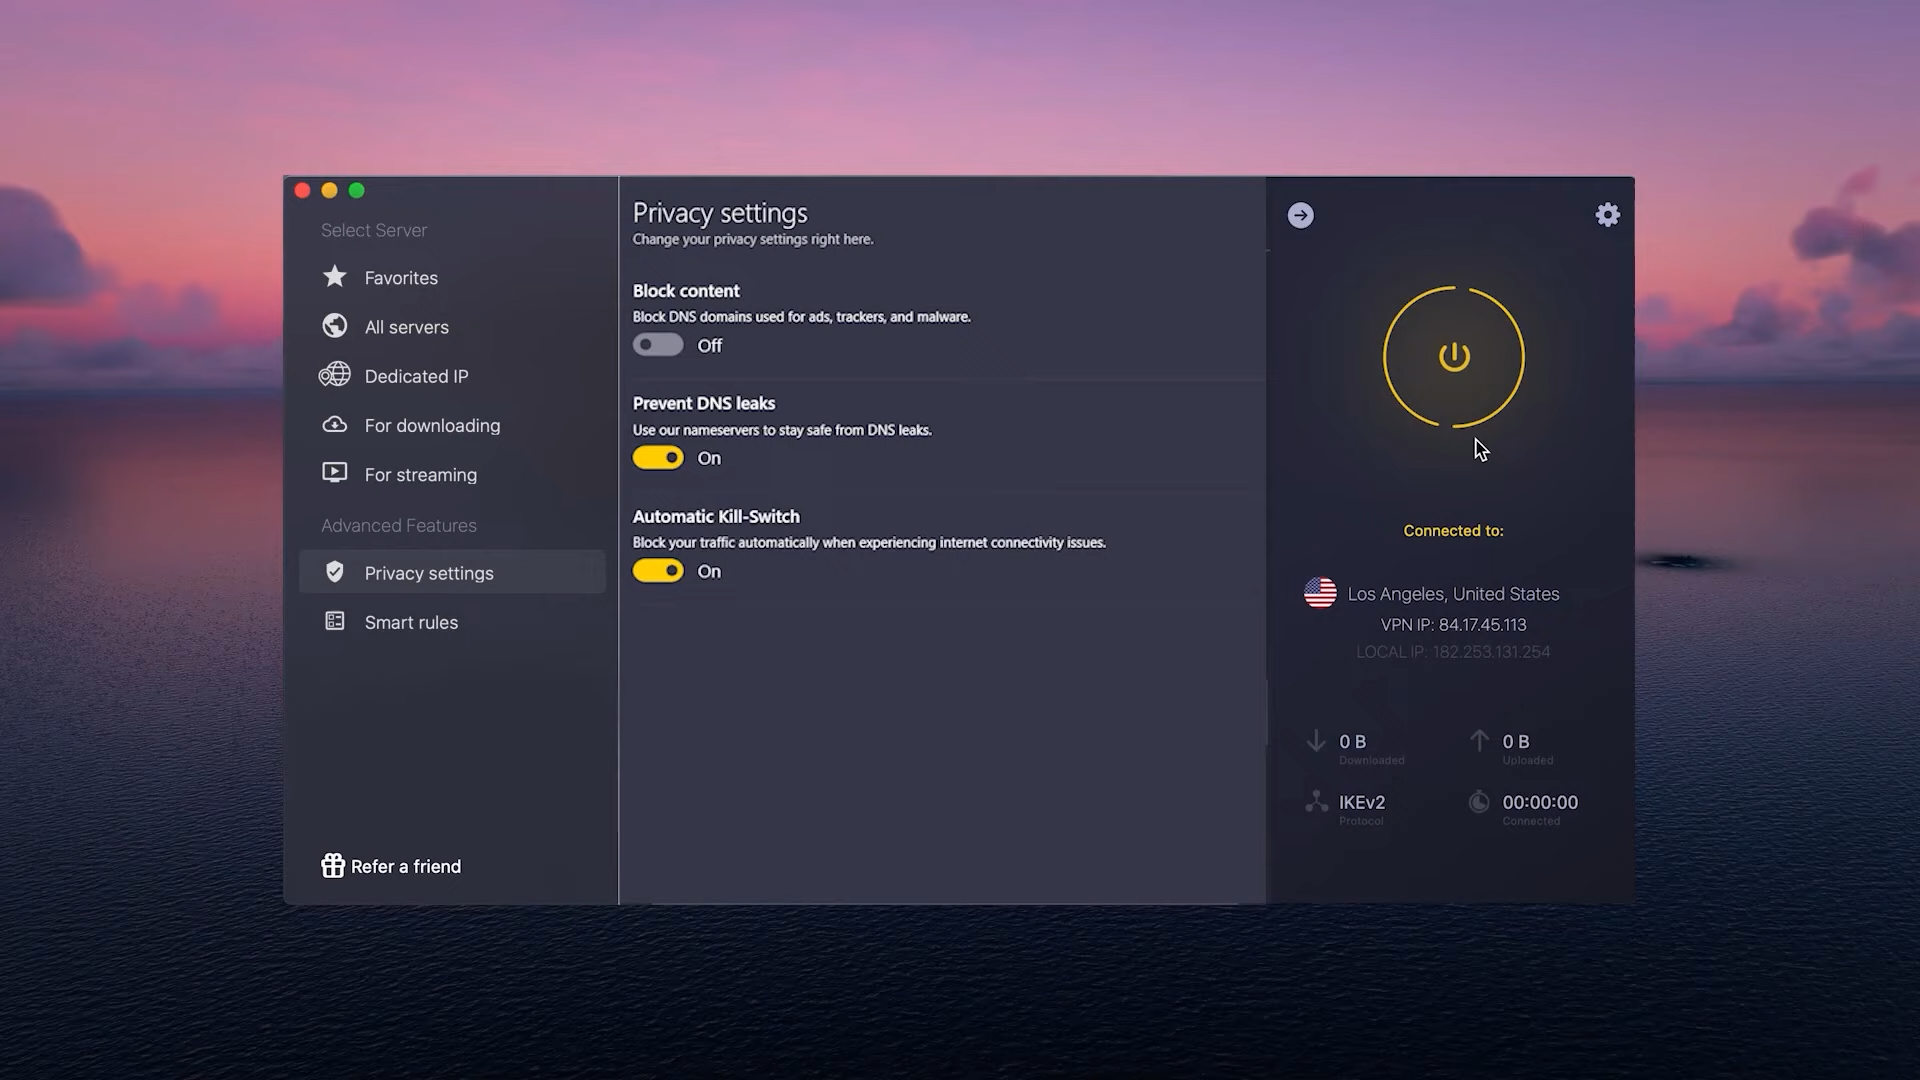 Select Server
Favorites
All servers
Dedicated IP
For downloading
For streaming
Advanced Features
Privacy settings
Smart rules
Refer a friend
Privacy settings
Change your privacy settings right here.
Block content
Block DNS domains used for ads, trackers, and malware.
Off
Prevent DNS leaks
Use our nameservers to stay safe from DNS leaks.
On
Automatic Kill-Switch
Block your traffic automatically when experiencing internet connectivity issues.
On
Connected to:
Los Angeles, United States
VPN IP: 84.17.45.113
LOCAL IP: 182.253.131.254
0 B
Downloaded
0 B
Uploaded
IKEv2
Protocol
00:00:00
Connected